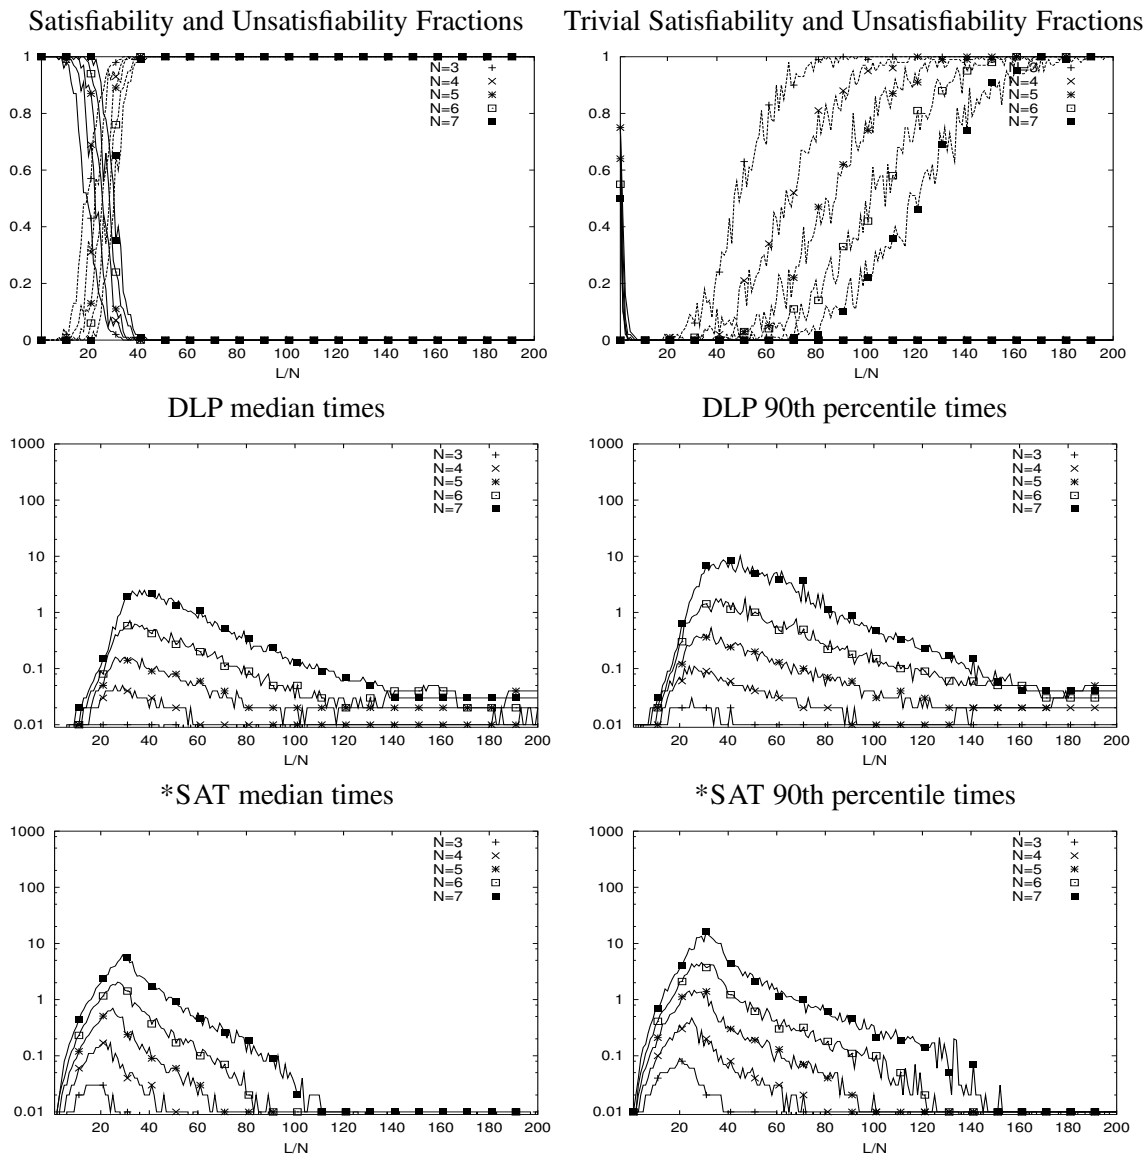 Satisfiability and Unsatisfiability Fractions
1
0.8
0.6
0.4
0.2
0
0 20 40 60 80 100 120 140 160 180 200
L/N
N=3
N=4
N=5
N=6
N=7
Trivial Satisfiability and Unsatisfiability Fractions
1
0.8
0.6
0.4
0.2
0
20 40 60 80 100 120 140 160 180 200
L/N
N=3
N=4
N=5
N=6
N=7
DLP median times
1000
100
10
1
0.1
0.01
20 40 60 80 100 120 140 160 180 200
L/N
N=3
N=4
N=5
N=6
N=7
DLP 90th percentile times
1000
100
10
1
0.1
0.01
20 40 60 80 100 120 140 160 180 200
L/N
N=3
N=4
N=5
N=6
N=7
*SAT median times
1000
100
10
1
0.1
0.01
20 40 60 80 100 120 140 160 180 200
L/N
N=3
N=4
N=5
N=6
N=7
*SAT 90th percentile times
1000
100
10
1
0.1
0.01
20 40 60 80 100 120 140 160 180 200
L/N
N=3
N=4
N=5
N=6
N=7